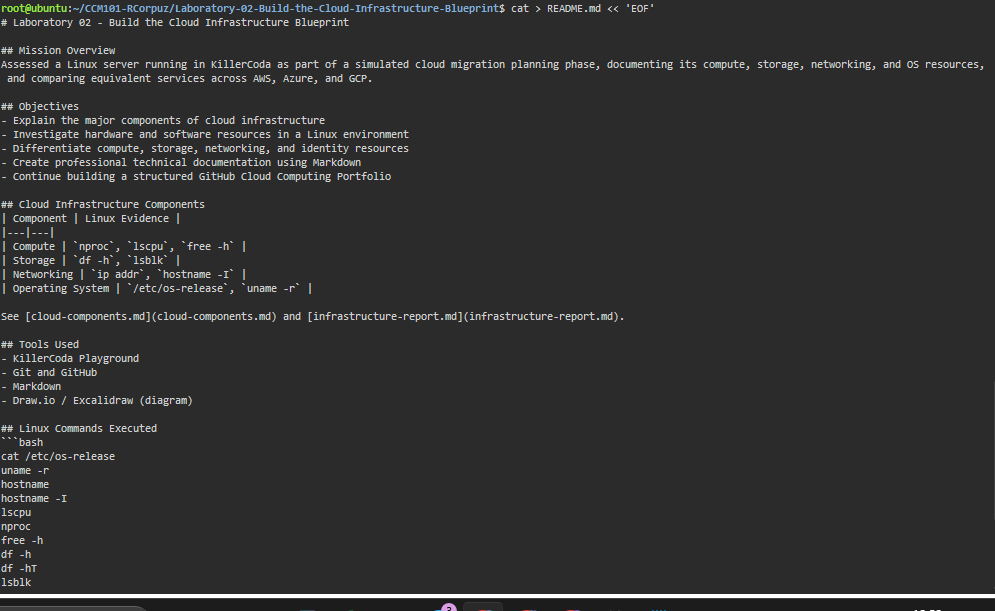 root@ubuntu:~/CCM101-RCorpuz/Laboratory-02-Build-the-Cloud-Infrastructure-Blueprint$ cat > README.md << 'EOF'
# Laboratory 02 - Build the Cloud Infrastructure Blueprint

## Mission Overview
Assessed a Linux server running in KillerCoda as part of a simulated cloud migration planning phase, documenting its compute, storage, networking, and OS resources,
 and comparing equivalent services across AWS, Azure, and GCP.

## Objectives
- Explain the major components of cloud infrastructure
- Investigate hardware and software resources in a Linux environment
- Differentiate compute, storage, networking, and identity resources
- Create professional technical documentation using Markdown
- Continue building a structured GitHub Cloud Computing Portfolio

## Cloud Infrastructure Components
| Component | Linux Evidence |
|---|---|
| Compute | `nproc`, `lscpu`, `free -h` |
| Storage | `df -h`, `lsblk` |
| Networking | `ip addr`, `hostname -I` |
| Operating System | `/etc/os-release`, `uname -r` |

See [cloud-components.md](cloud-components.md) and [infrastructure-report.md](infrastructure-report.md).

## Tools Used
- KillerCoda Playground
- Git and GitHub
- Markdown
- Draw.io / Excalidraw (diagram)

## Linux Commands Executed
```bash
cat /etc/os-release
uname -r
hostname
hostname -I
lscpu
nproc
free -h
df -h
df -hT
lsblk
3